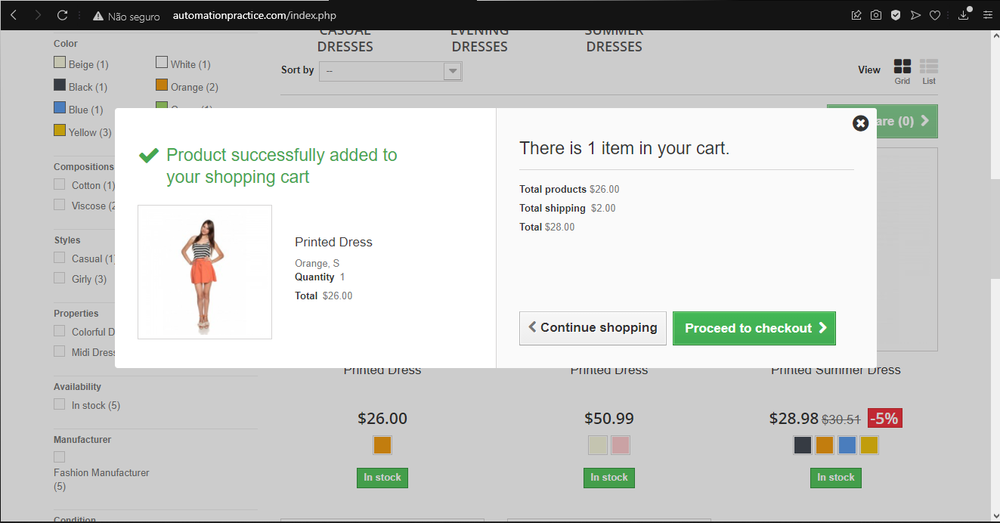 Não seguro automationpractice.com/index.php
Color
Beige (1)
White (1)
Black (1)
Orange (2)
Blue (1)
Yellow (3)
Compositions
Cotton (1)
Viscose (2
Styles
Casual (1)
Girly (3)
Properties
Colorful D
Midi Dress
Availability
In stock (5)
Manufacturer
Fashion Manufacturer
(5)
Condition
CASUAL
DRESSES
EVENING
DRESSES
SUMMER
DRESSES
Sort by --
View
Grid
List
are (0)
Product successfully added to
your shopping cart
Printed Dress
Orange, S
Quantity 1
Total $26.00
There is 1 item in your cart.
Total products $26.00
Total shipping $2.00
Total $28.00
Continue shopping
Proceed to checkout
Printed Dress
$26.00
In stock
Printed Dress
$50.99
In stock
Printed Summer Dress
$28.98 $30.51 -5%
In stock